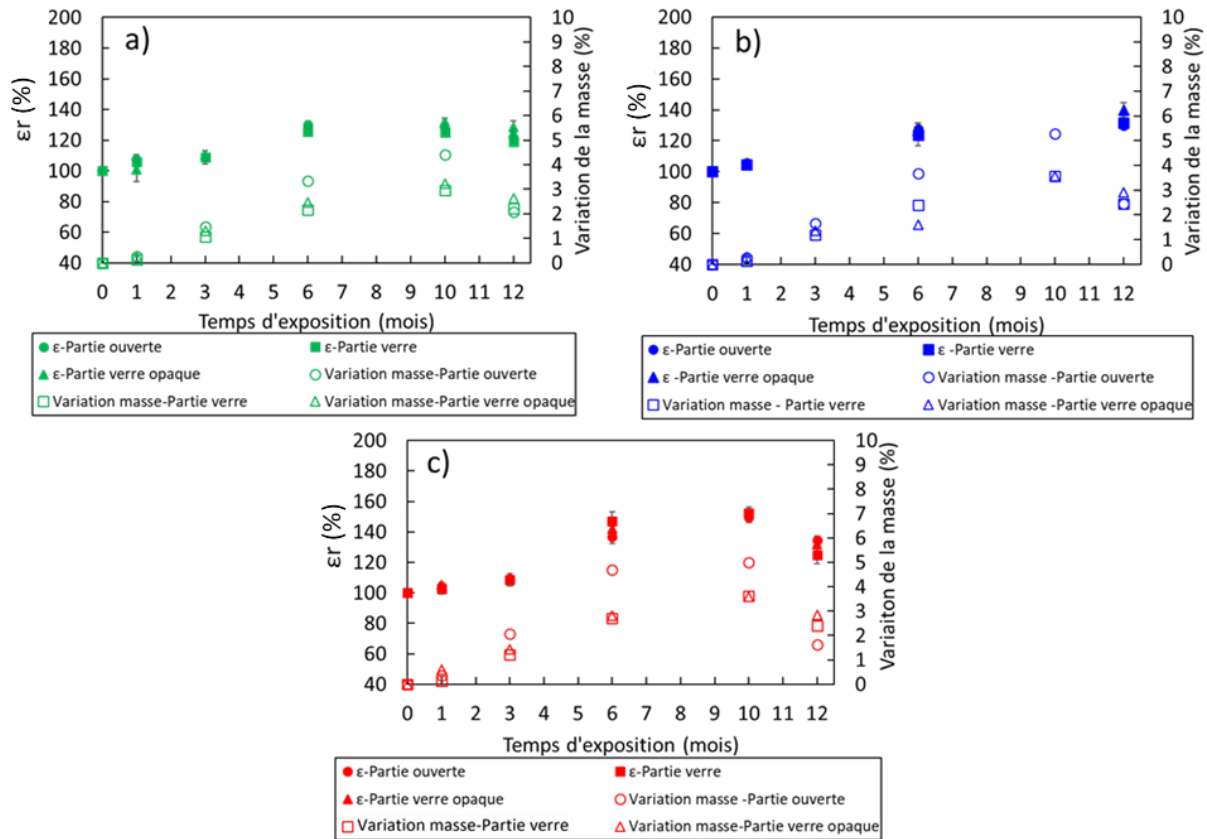 a)
200
180
160
140
120
100
80
60
40
εr (%)
10
9
8
7
6
5
4
3
2
1
0
Variation de la masse (%)
0 1 2 3 4 5 6 7 8 9 10 11 12
Temps d'exposition (mois)
ε-Partie ouverte ε-Partie verre
ε-Partie verre opaque Variation masse-Partie ouverte
Variation masse-Partie verre Variation masse-Partie verre opaque
b)
200
180
160
140
120
100
80
60
40
εr (%)
10
9
8
7
6
5
4
3
2
1
0
Variation de la masse (%)
0 1 2 3 4 5 6 7 8 9 10 11 12
Temps d'exposition (mois)
ε-Partie ouverte ε -Partie verre
ε -Partie verre opaque Variation masse -Partie ouverte
Variation masse - Partie verre Variation masse -Partie verre opaque
c)
200
180
160
140
120
100
80
60
40
εr (%)
10
9
8
7
6
5
4
3
2
1
0
Variaiton de la masse (%)
0 1 2 3 4 5 6 7 8 9 10 11 12
Temps d'exposition (mois)
ε-Partie ouverte ε-Partie verre
ε-Partie verre opaque Variation masse -Partie ouverte
Variation masse-Partie verre Variation masse-Partie verre opaque